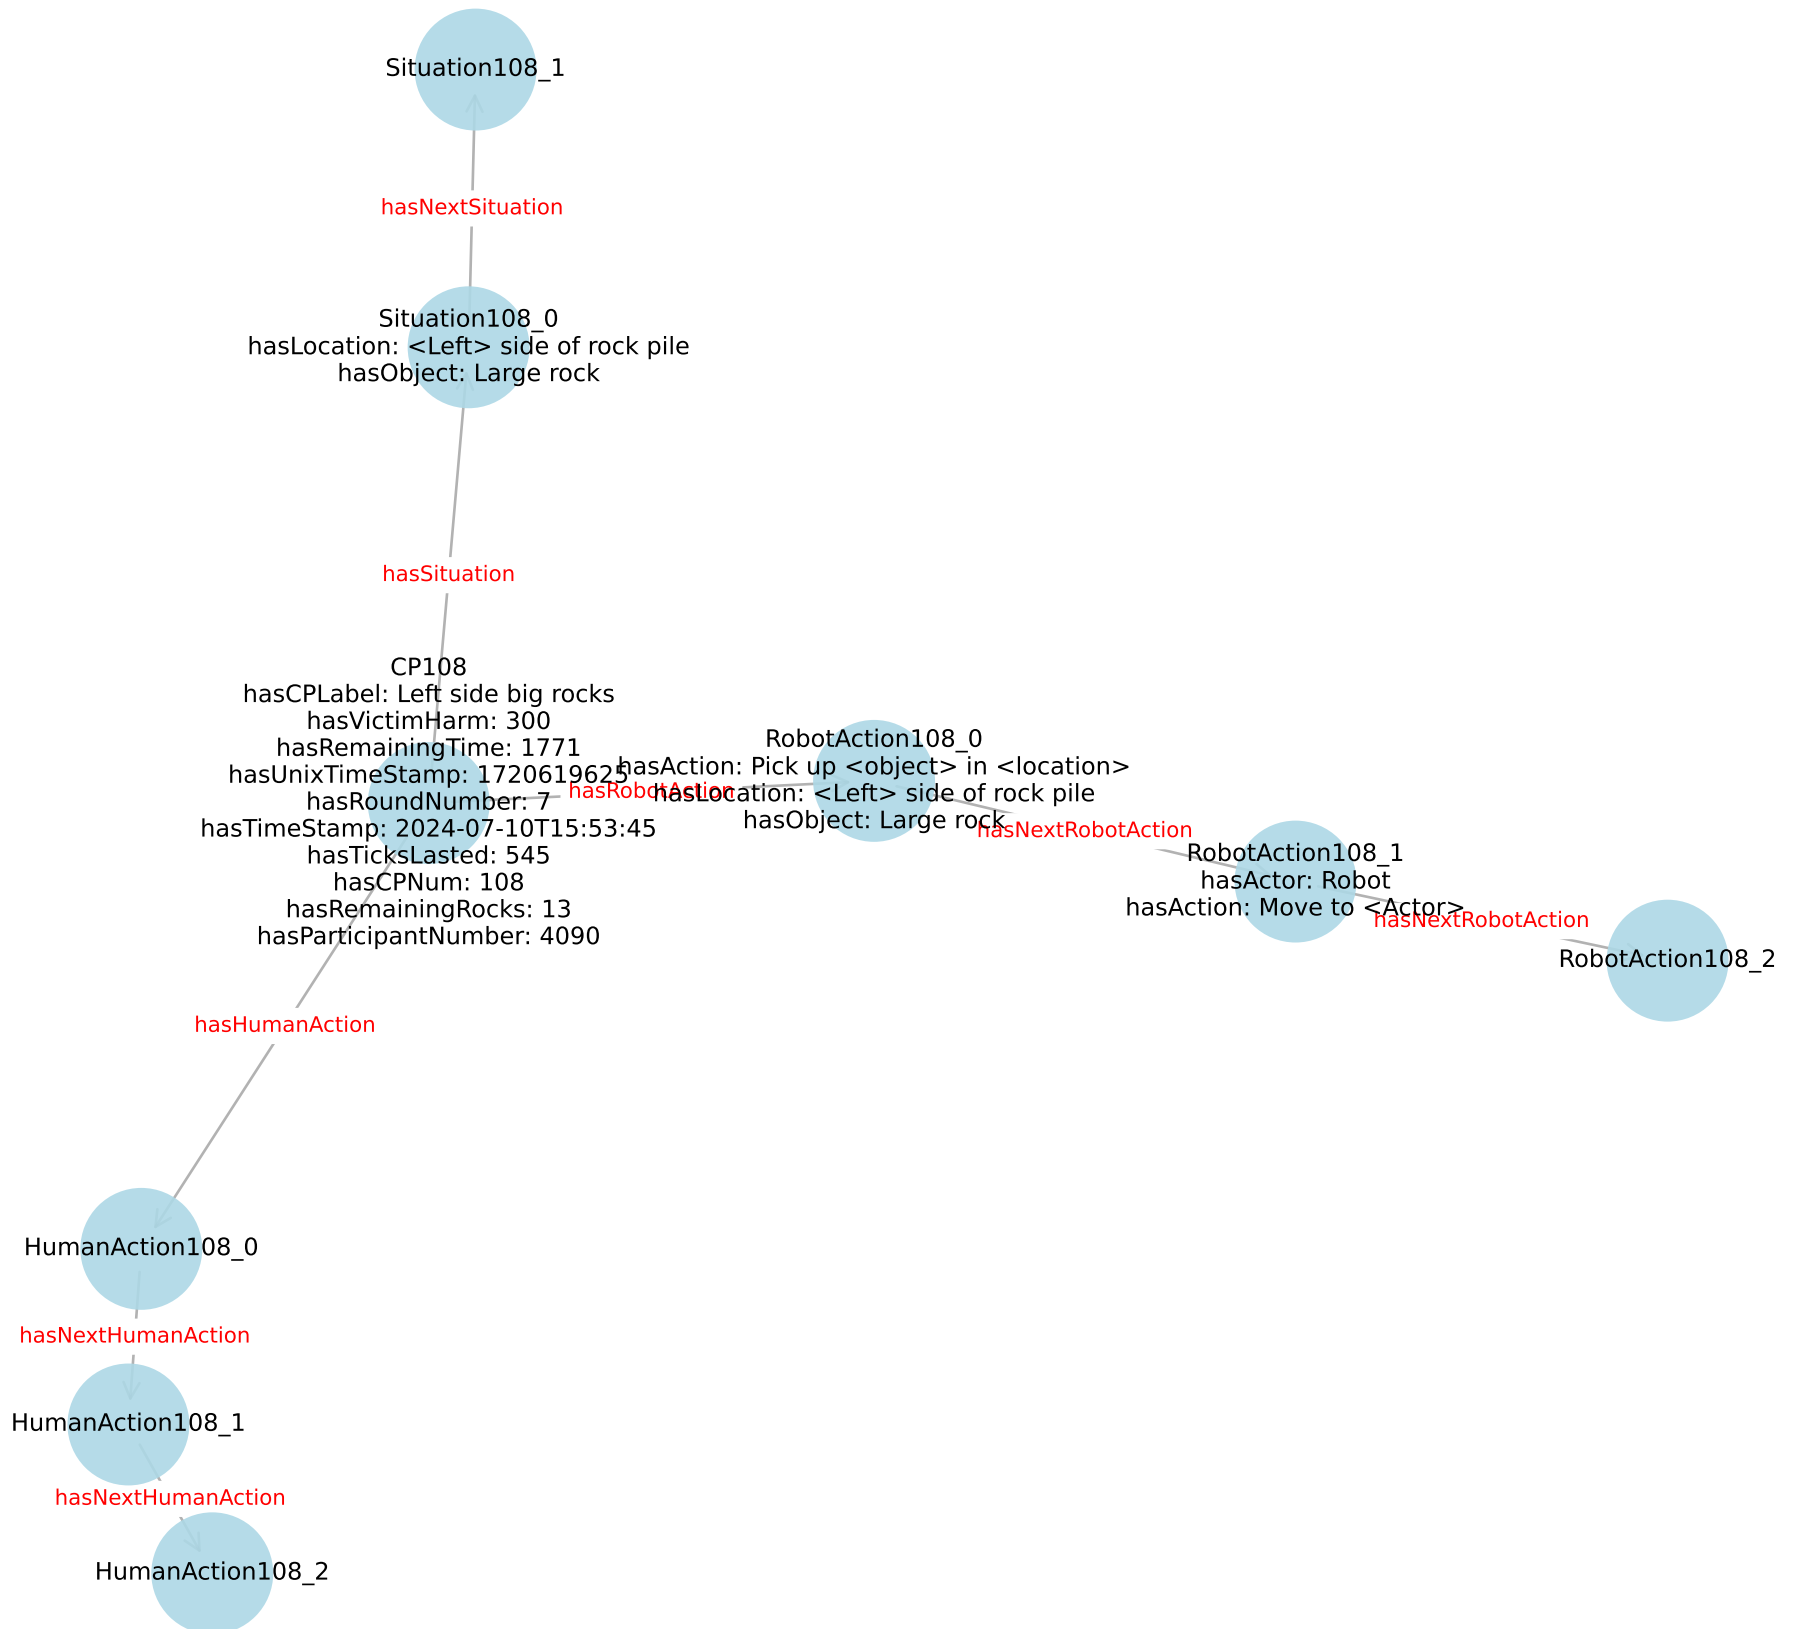 Situation108_1
hasNextSituation
Situation108_0
hasLocation: <Left> side of rock pile
hasObject: Large rock
hasSituation
CP108
hasCPLabel: Left side big rocks
hasVictimHarm: 300
hasRemainingTime: 1771
hasUnixTimeStamp: 1720619625
hasRoundNumber: 7
hasTimeStamp: 2024-07-10T15:53:45
hasTicksLasted: 545
hasCPNum: 108
hasRemainingRocks: 13
hasParticipantNumber: 4090
hasRobotAction
RobotAction108_0
hasAction: Pick up <object> in <location>
hasLocation: <Left> side of rock pile
hasObject: Large rock
hasNextRobotAction
RobotAction108_1
hasActor: Robot
hasAction: Move to <Actor>
hasNextRobotAction
RobotAction108_2
hasHumanAction
HumanAction108_0
hasNextHumanAction
HumanAction108_1
hasNextHumanAction
HumanAction108_2